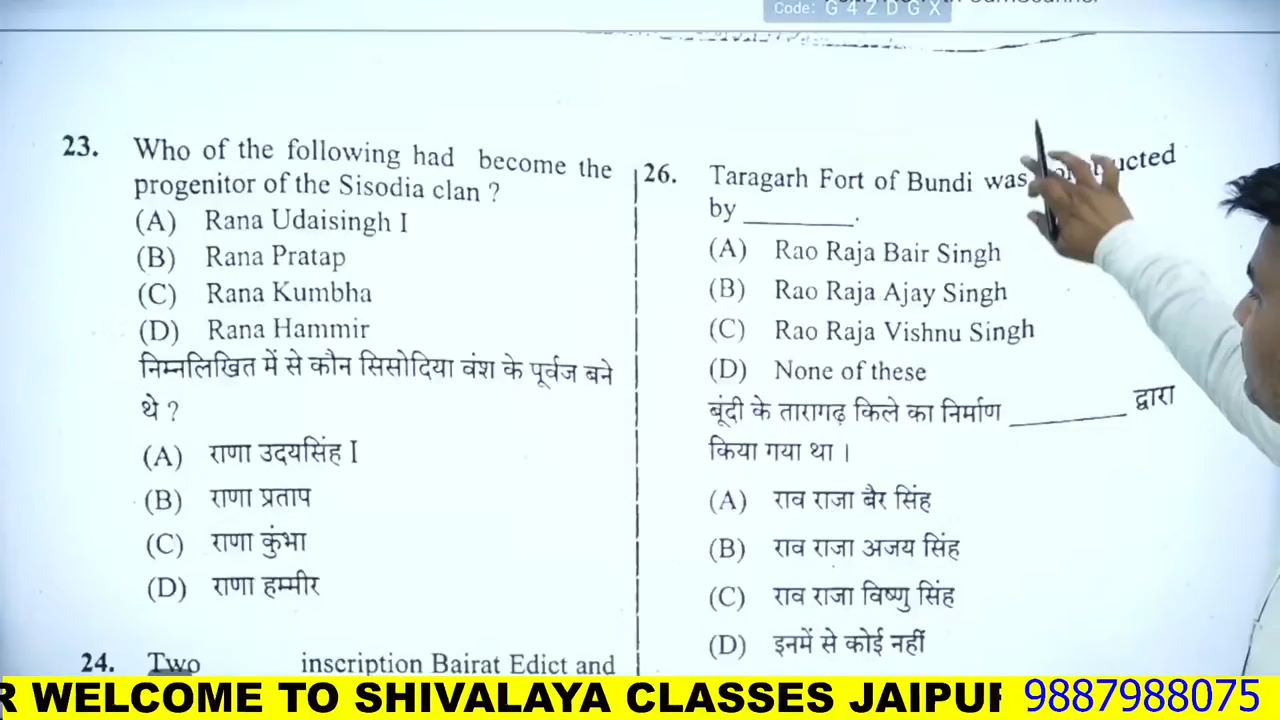 Code: G 4 Z D G X
23. Who of the following had become the
progenitor of the Sisodia clan ?
(A) Rana Udaisingh I
(B) Rana Pratap
(C) Rana Kumbha
(D) Rana Hammir
निम्नलिखित में से कौन सिसोदिया वंश के पूर्वज बने
थे ?
(A) राणा उदयसिंह I
(B) राणा प्रताप
(C) राणा कुंभा
(D) राणा हम्मीर
24. Two inscription Bairat Edict and
26. Taragarh Fort of Bundi was
by ________.
(A) Rao Raja Bair Singh
(B) Rao Raja Ajay Singh
(C) Rao Raja Vishnu Singh
(D) None of these
बूंदी के तारागढ़ किले का निर्माण ________ द्वारा
किया गया था ।
(A) राव राजा बैर सिंह
(B) राव राजा अजय सिंह
(C) राव राजा विष्णु सिंह
(D) इनमें से कोई नहीं
R WELCOME TO SHIVALAYA CLASSES JAIPUR 9887988075